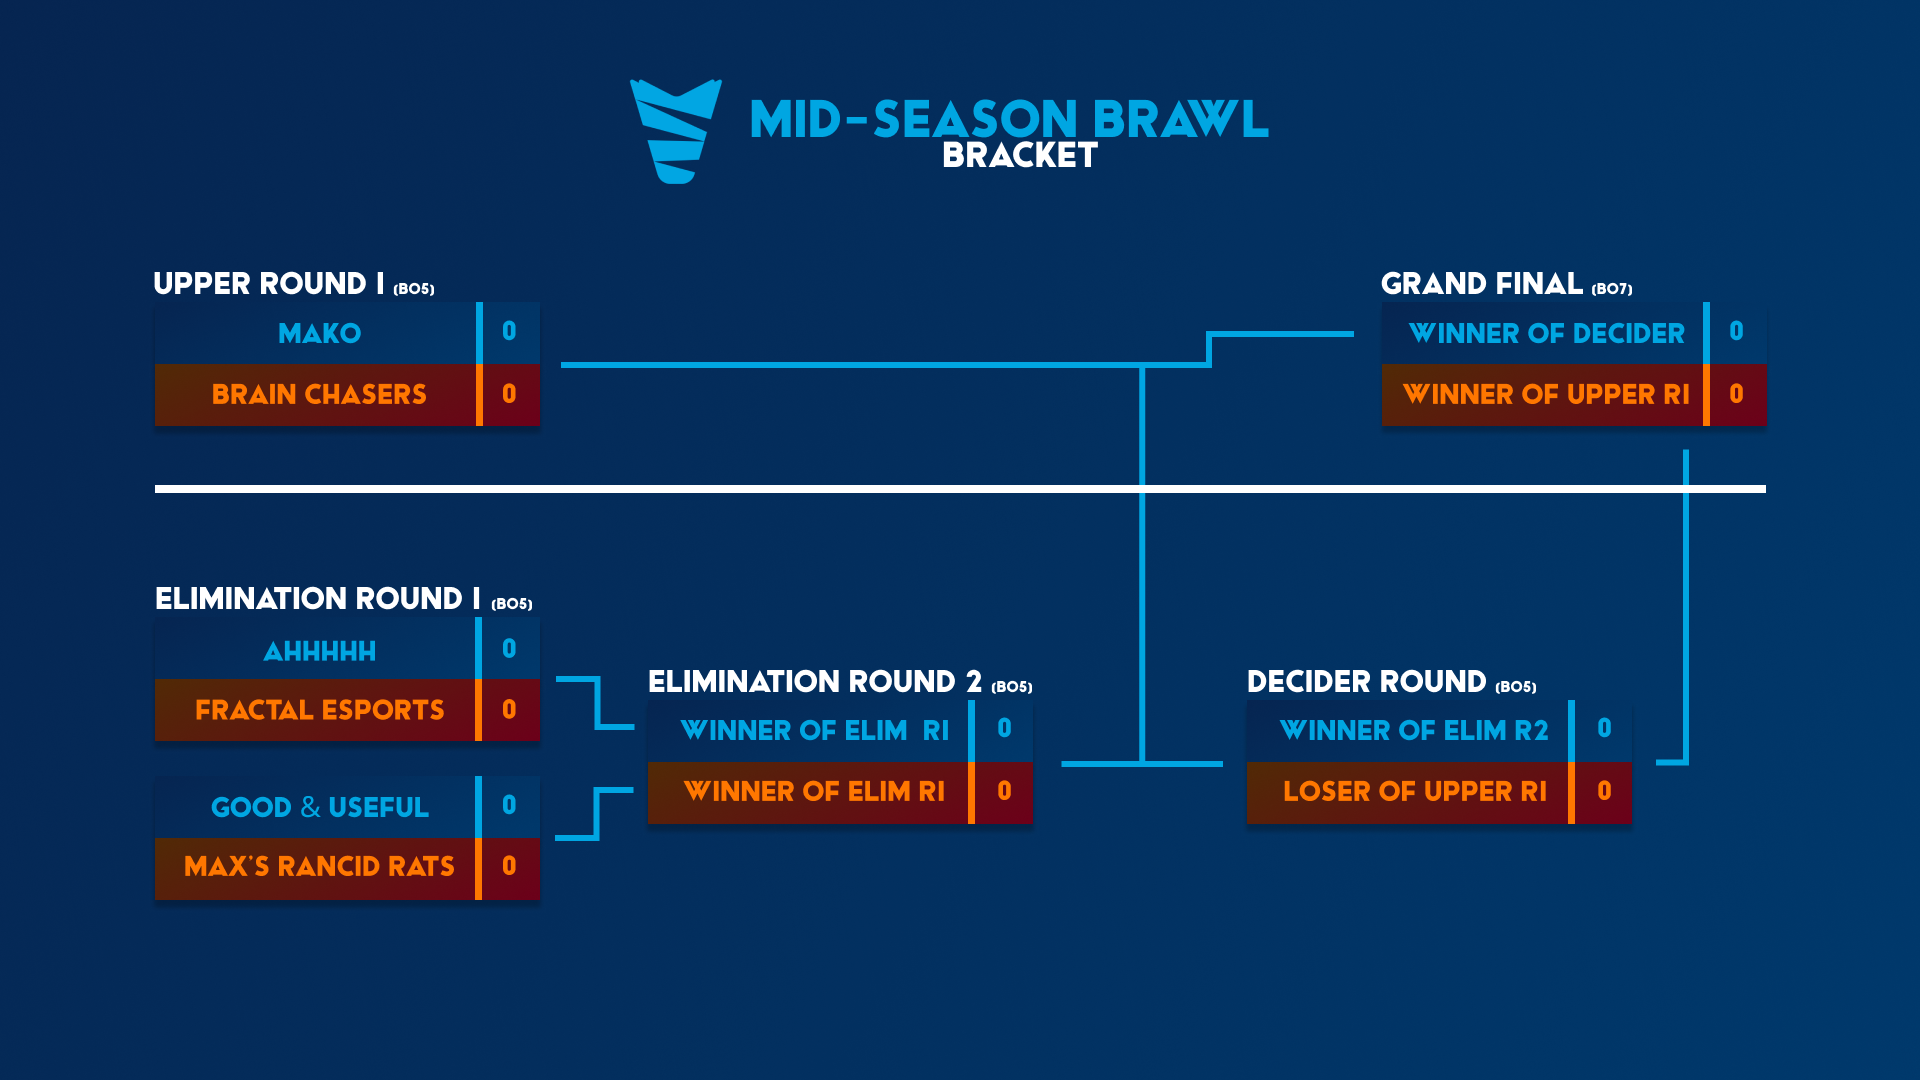 MID-SEASON BRAWL
BRACKET
UPPER ROUND 1 (BO5)
MAKO 0
BRAIN CHASERS 0
GRAND FINAL (BO7)
WINNER OF DECIDER 0
WINNER OF UPPER R1 0
ELIMINATION ROUND 1 (BO5)
AHHHHH 0
FRACTAL ESPORTS 0
GOOD & USEFUL 0
MAX'S RANCID RATS 0
ELIMINATION ROUND 2 (BO5)
WINNER OF ELIM R1 0
WINNER OF ELIM R1 0
DECIDER ROUND (BO5)
WINNER OF ELIM R2 0
LOSER OF UPPER R1 0